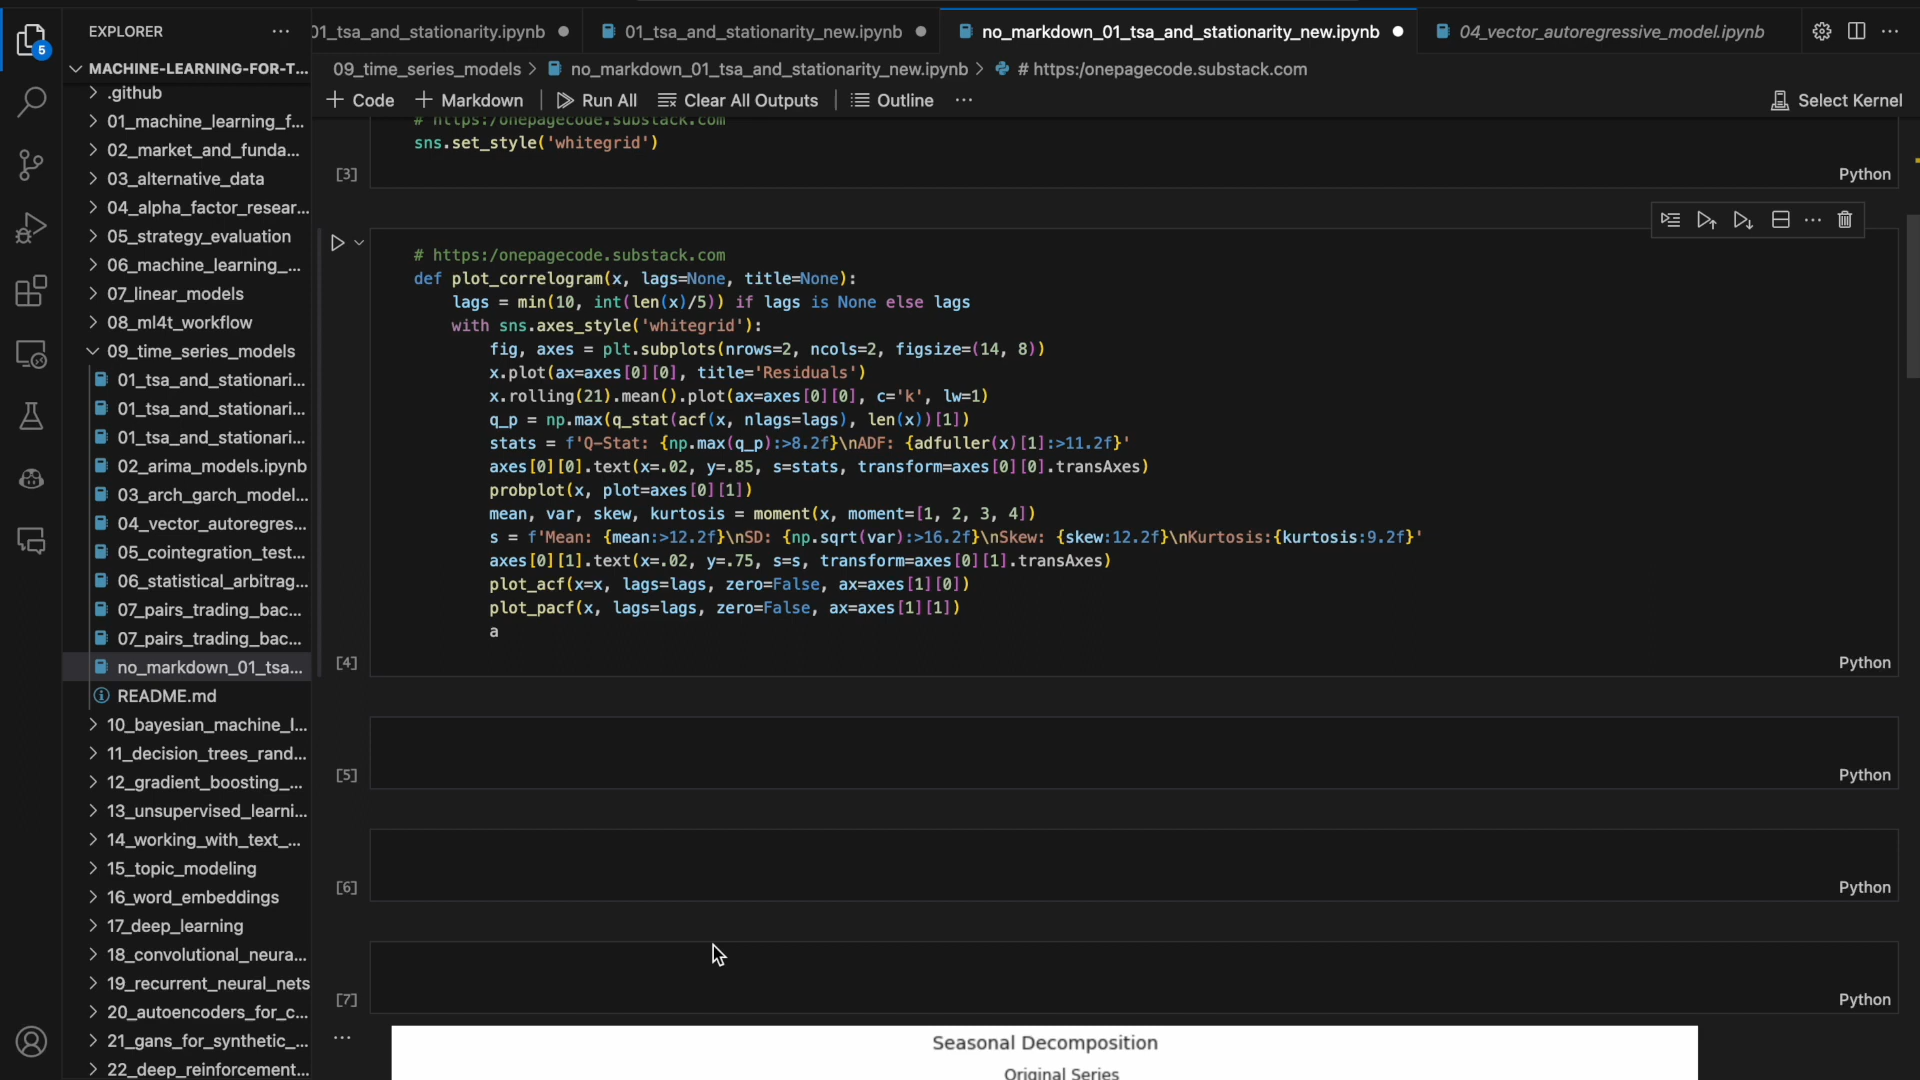 EXPLORER
01_tsa_and_stationarity.ipynb
01_tsa_and_stationarity_new.ipynb
no_markdown_01_tsa_and_stationarity_new.ipynb
04_vector_autoregressive_model.ipynb
5
MACHINE-LEARNING-FOR-T...
09_time_series_models > no_markdown_01_tsa_and_stationarity_new.ipynb > # https:/onepagecode.substack.com
+ Code + Markdown Run All Clear All Outputs Outline ...
Select Kernel
.github
01_machine_learning_f...
02_market_and_funda...
03_alternative_data
04_alpha_factor_resear...
05_strategy_evaluation
06_machine_learning_...
07_linear_models
08_ml4t_workflow
09_time_series_models
01_tsa_and_stationari...
01_tsa_and_stationari...
01_tsa_and_stationari...
02_arima_models.ipynb
03_arch_garch_model...
04_vector_autoregres...
05_cointegration_test...
06_statistical_arbitrag...
07_pairs_trading_bac...
07_pairs_trading_bac...
no_markdown_01_tsa...
README.md
10_bayesian_machine_l...
11_decision_trees_rand...
12_gradient_boosting_...
13_unsupervised_learni...
14_working_with_text_...
15_topic_modeling
16_word_embeddings
17_deep_learning
18_convolutional_neura...
19_recurrent_neural_nets
20_autoencoders_for_c...
21_gans_for_synthetic_...
22_deep_reinforcement...
# https:/onepagecode.substack.com
sns.set_style('whitegrid')
[3]
Python
# https:/onepagecode.substack.com
def plot_correlogram(x, lags=None, title=None):
    lags = min(10, int(len(x)/5)) if lags is None else lags
    with sns.axes_style('whitegrid'):
        fig, axes = plt.subplots(nrows=2, ncols=2, figsize=(14, 8))
        x.plot(ax=axes[0][0], title='Residuals')
        x.rolling(21).mean().plot(ax=axes[0][0], c='k', lw=1)
        q_p = np.max(q_stat(acf(x, nlags=lags), len(x))[1])
        stats = f'Q-Stat: {np.max(q_p):>8.2f}\nADF: {adfuller(x)[1]:>11.2f}'
        axes[0][0].text(x=.02, y=.85, s=stats, transform=axes[0][0].transAxes)
        probplot(x, plot=axes[0][1])
        mean, var, skew, kurtosis = moment(x, moment=[1, 2, 3, 4])
        s = f'Mean: {mean:>12.2f}\nSD: {np.sqrt(var):>16.2f}\nSkew: {skew:12.2f}\nKurtosis:{kurtosis:9.2f}'
        axes[0][1].text(x=.02, y=.75, s=s, transform=axes[0][1].transAxes)
        plot_acf(x=x, lags=lags, zero=False, ax=axes[1][0])
        plot_pacf(x, lags=lags, zero=False, ax=axes[1][1])
        a
[4]
Python
[5]
Python
[6]
Python
[7]
Python
Seasonal Decomposition
Original Series